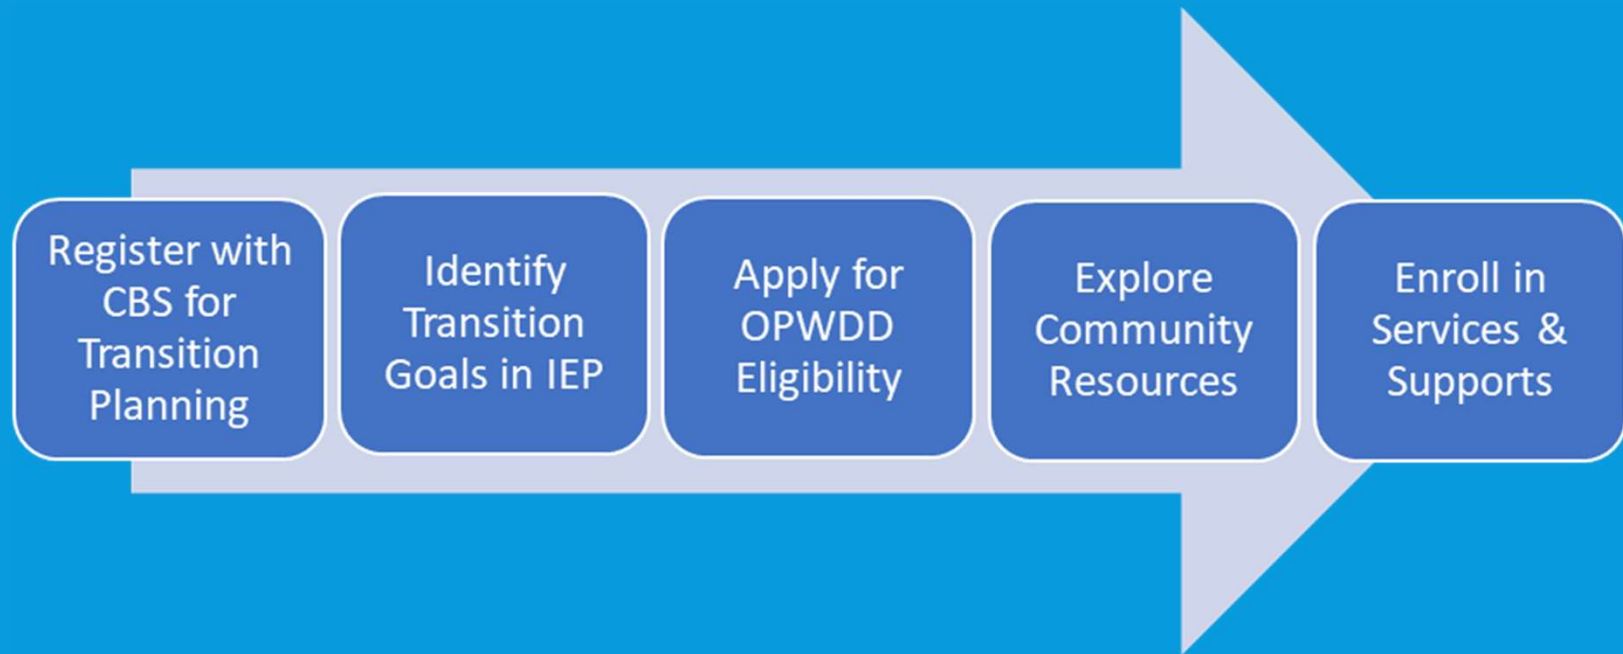 Register with
CBS for
Transition
Planning
Identify
Transition
Goals in IEP
Apply for
OPWDD
Eligibility
Explore
Community
Resources
Enroll in
Services &
Supports